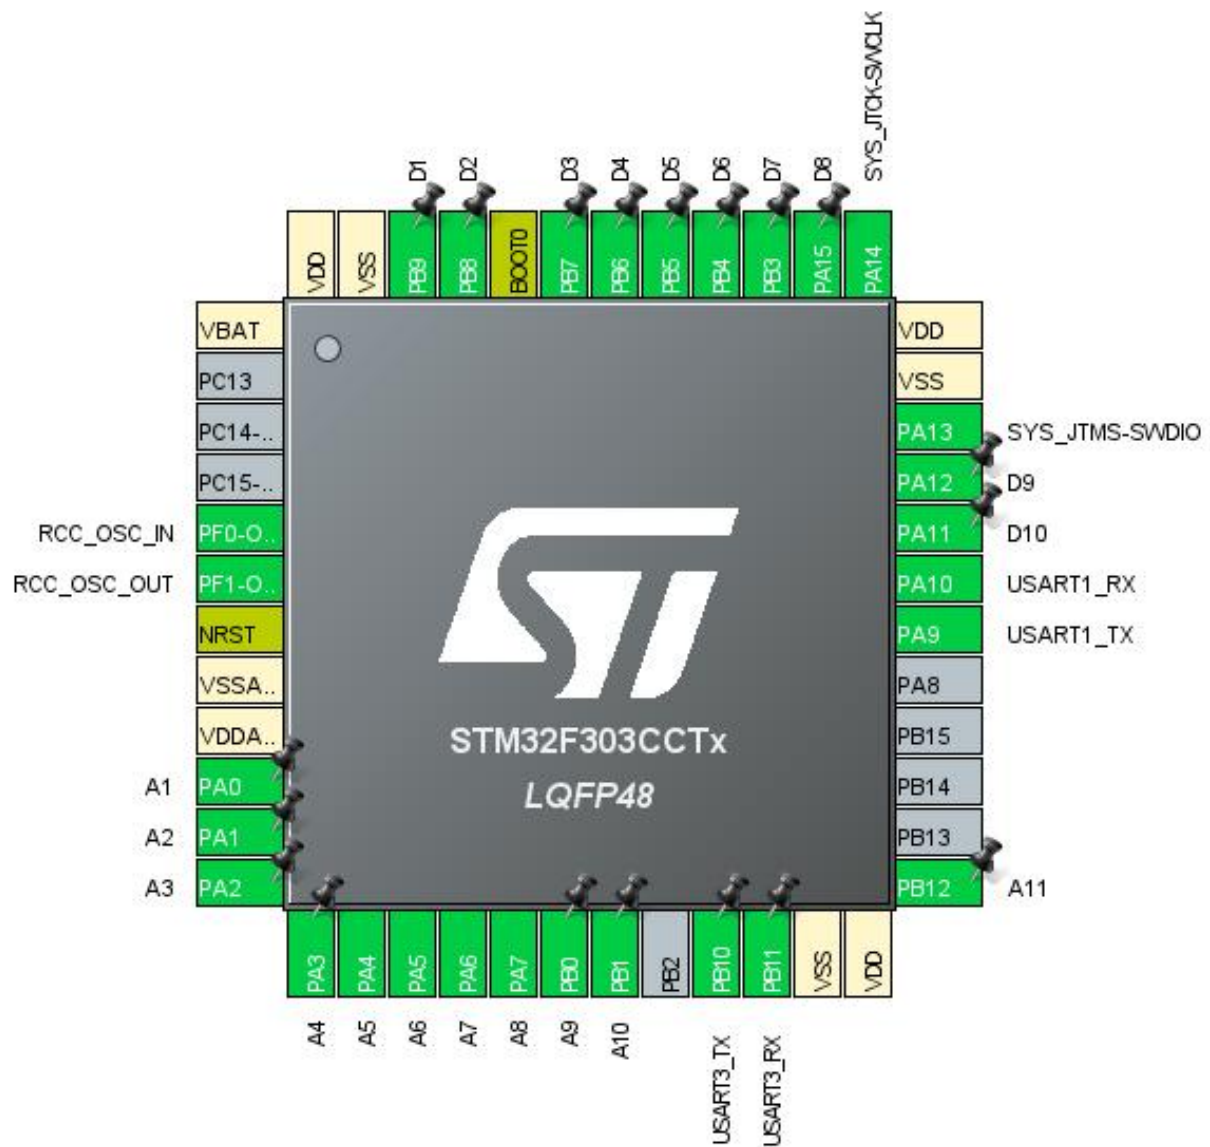 SYS_JTCK-SWCLK
D1 D2 D3 D4 D5 D6 D7 D8
VDD VSS PB9 PB8 BOOT0 PB7 PB6 PB5 PB4 PB3 PA15 PA14
VBAT
PC13
PC14-..
PC15-..
RCC_OSC_IN PF0-O..
RCC_OSC_OUT PF1-O..
NRST
VSSA..
VDDA..
A1 PA0
A2 PA1
A3 PA2
ST
STM32F303CCTx
LQFP48
VDD
VSS
PA13 SYS_JTMS-SWDIO
PA12 D9
PA11 D10
PA10 USART1_RX
PA9 USART1_TX
PA8
PB15
PB14
PB13
PB12 A11
PA3 PA4 PA5 PA6 PA7 PB0 PB1 PB2 PB10 PB11 VSS VDD
A4 A5 A6 A7 A8 A9 A10 USART3_TX USART3_RX